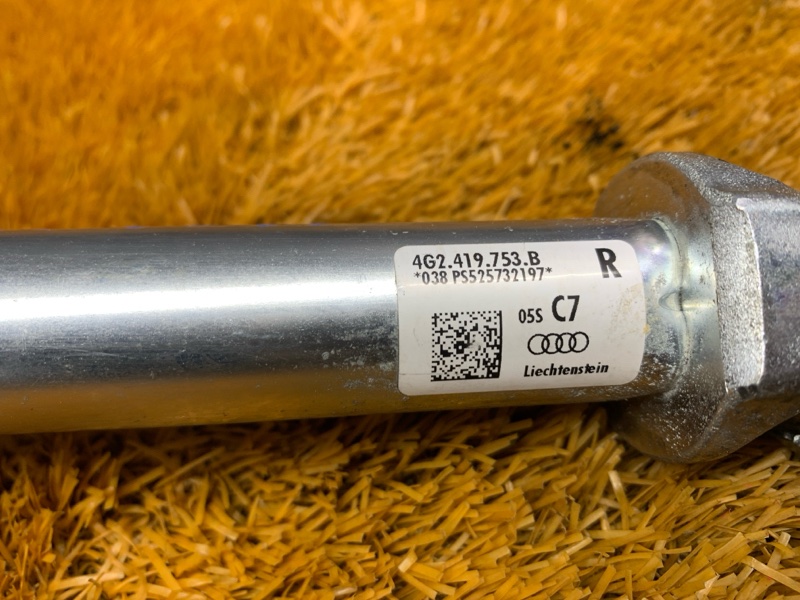 4G2.419.753.B
R
*038 PS525732197*
05S C7
Liechtenstein